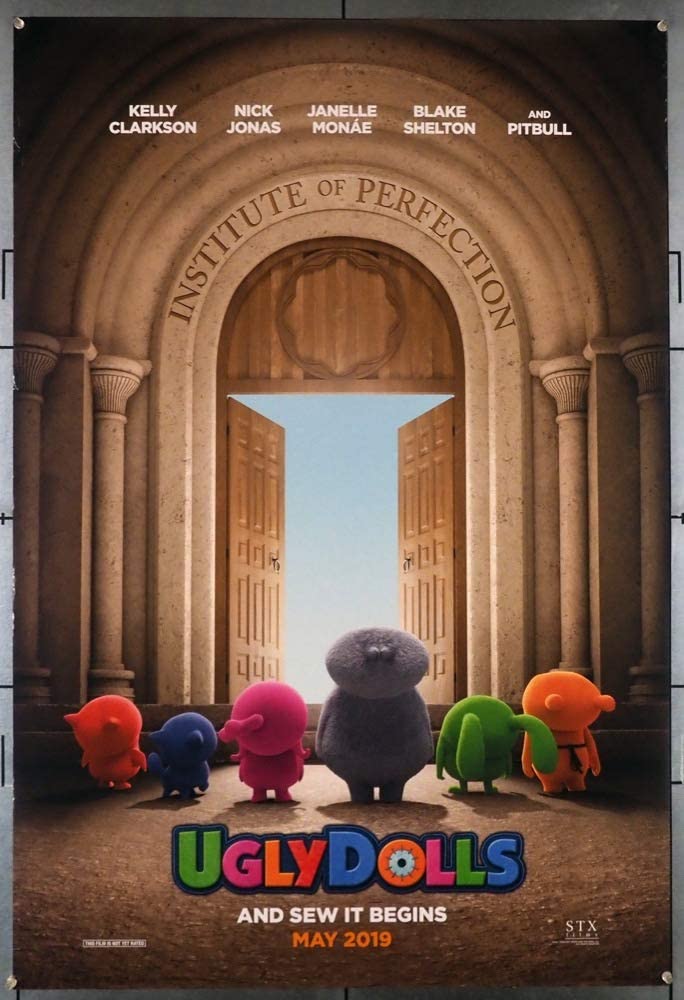 KELLY NICK JANELLE BLAKE AND
CLARKSON JONAS MONÁE SHELTON PITBULL
INSTITUTE OF PERFECTION
UGLYDOLLS
AND SEW IT BEGINS
MAY 2019
THIS FILM IS NOT YET RATED
STX
films